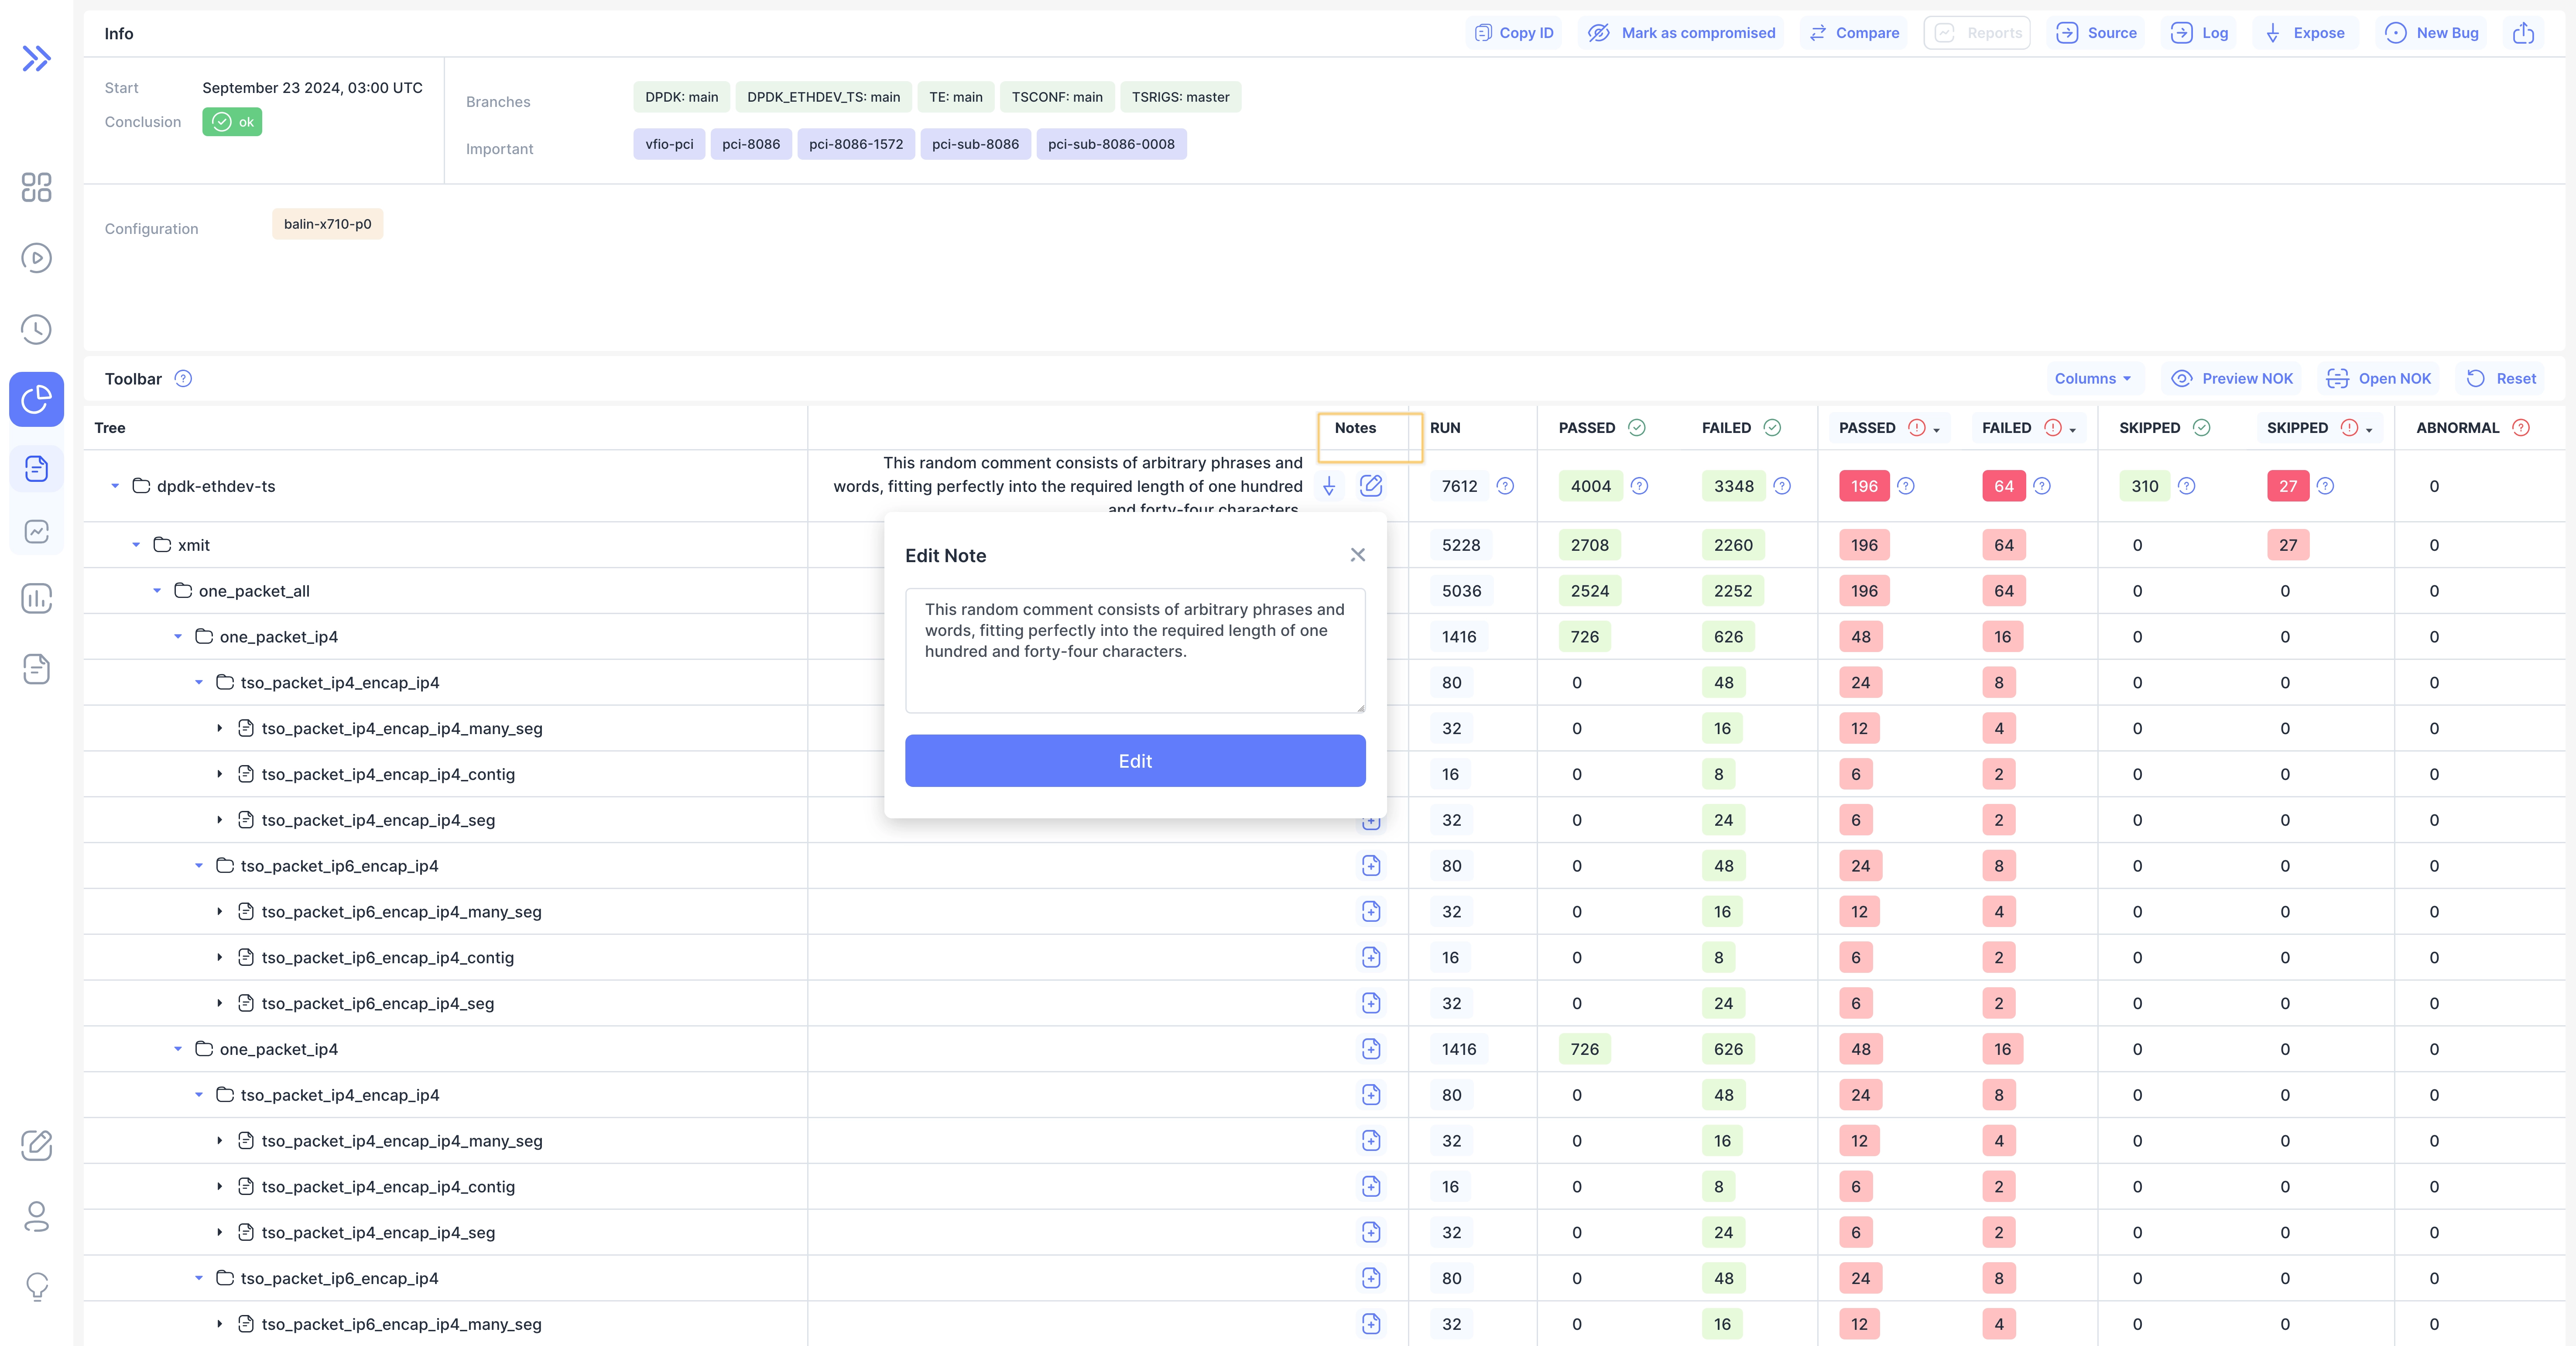 Info Copy ID Mark as compromised Compare Reports Source Log Expose New Bug
Start September 23 2024, 03:00 UTC
Conclusion ok
Branches DPDK: main DPDK_ETHDEV_TS: main TE: main TSCONF: main TSRIGS: master
Important vfio-pci pci-8086 pci-8086-1572 pci-sub-8086 pci-sub-8086-0008
Configuration balin-x710-p0
Toolbar Columns Preview NOK Open NOK Reset
Tree Notes RUN PASSED FAILED PASSED FAILED SKIPPED SKIPPED ABNORMAL
This random comment consists of arbitrary phrases and
words, fitting perfectly into the required length of one hundred
and forty-four characters.
dpdk-ethdev-ts 7612 4004 3348 196 64 310 27 0
xmit 5228 2708 2260 196 64 0 27 0
Edit Note
This random comment consists of arbitrary phrases and
words, fitting perfectly into the required length of one
hundred and forty-four characters.
Edit
one_packet_all 5036 2524 2252 196 64 0 0 0
one_packet_ip4 1416 726 626 48 16 0 0 0
tso_packet_ip4_encap_ip4 80 0 48 24 8 0 0 0
tso_packet_ip4_encap_ip4_many_seg 32 0 16 12 4 0 0 0
tso_packet_ip4_encap_ip4_contig 16 0 8 6 2 0 0 0
tso_packet_ip4_encap_ip4_seg 32 0 24 6 2 0 0 0
tso_packet_ip6_encap_ip4 80 0 48 24 8 0 0 0
tso_packet_ip6_encap_ip4_many_seg 32 0 16 12 4 0 0 0
tso_packet_ip6_encap_ip4_contig 16 0 8 6 2 0 0 0
tso_packet_ip6_encap_ip4_seg 32 0 24 6 2 0 0 0
one_packet_ip4 1416 726 626 48 16 0 0 0
tso_packet_ip4_encap_ip4 80 0 48 24 8 0 0 0
tso_packet_ip4_encap_ip4_many_seg 32 0 16 12 4 0 0 0
tso_packet_ip4_encap_ip4_contig 16 0 8 6 2 0 0 0
tso_packet_ip4_encap_ip4_seg 32 0 24 6 2 0 0 0
tso_packet_ip6_encap_ip4 80 0 48 24 8 0 0 0
tso_packet_ip6_encap_ip4_many_seg 32 0 16 12 4 0 0 0